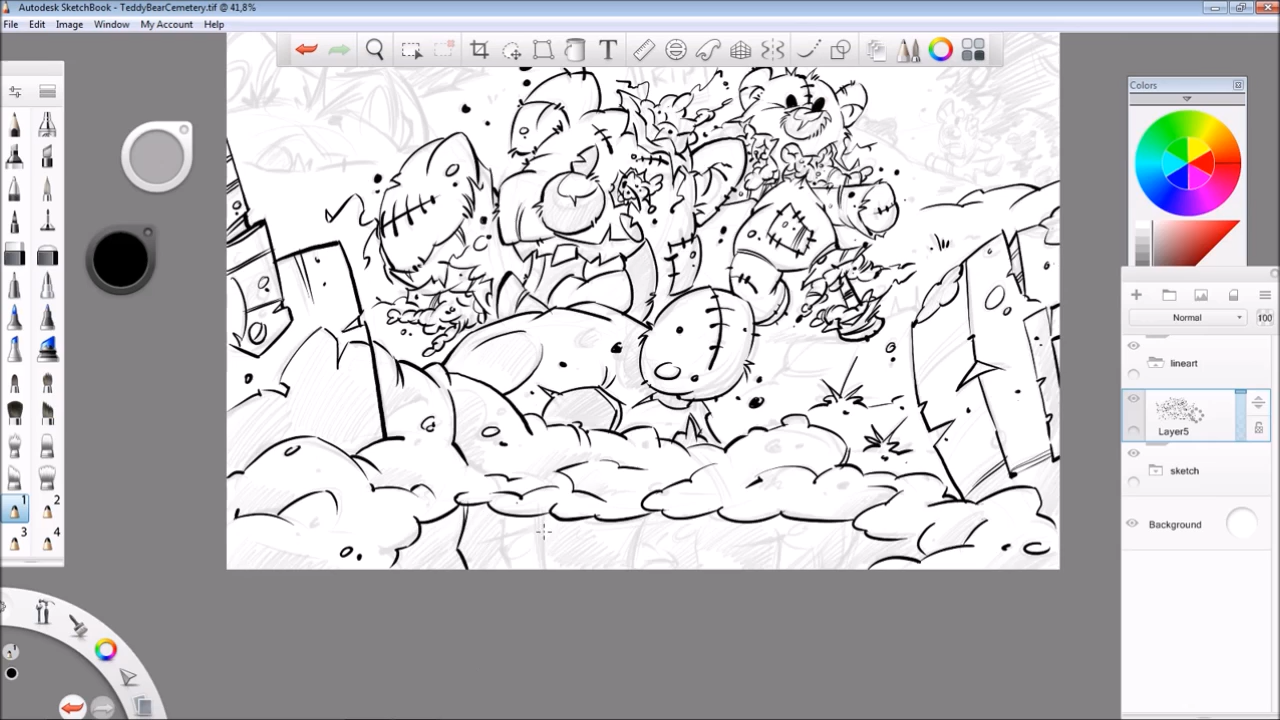 Autodesk SketchBook - TeddyBearCemetery.tif @ 41,8%
File Edit Image Window My Account Help
T
Colors
Normal 100
lineart
Layer5
sketch
Background
1 2
3 4